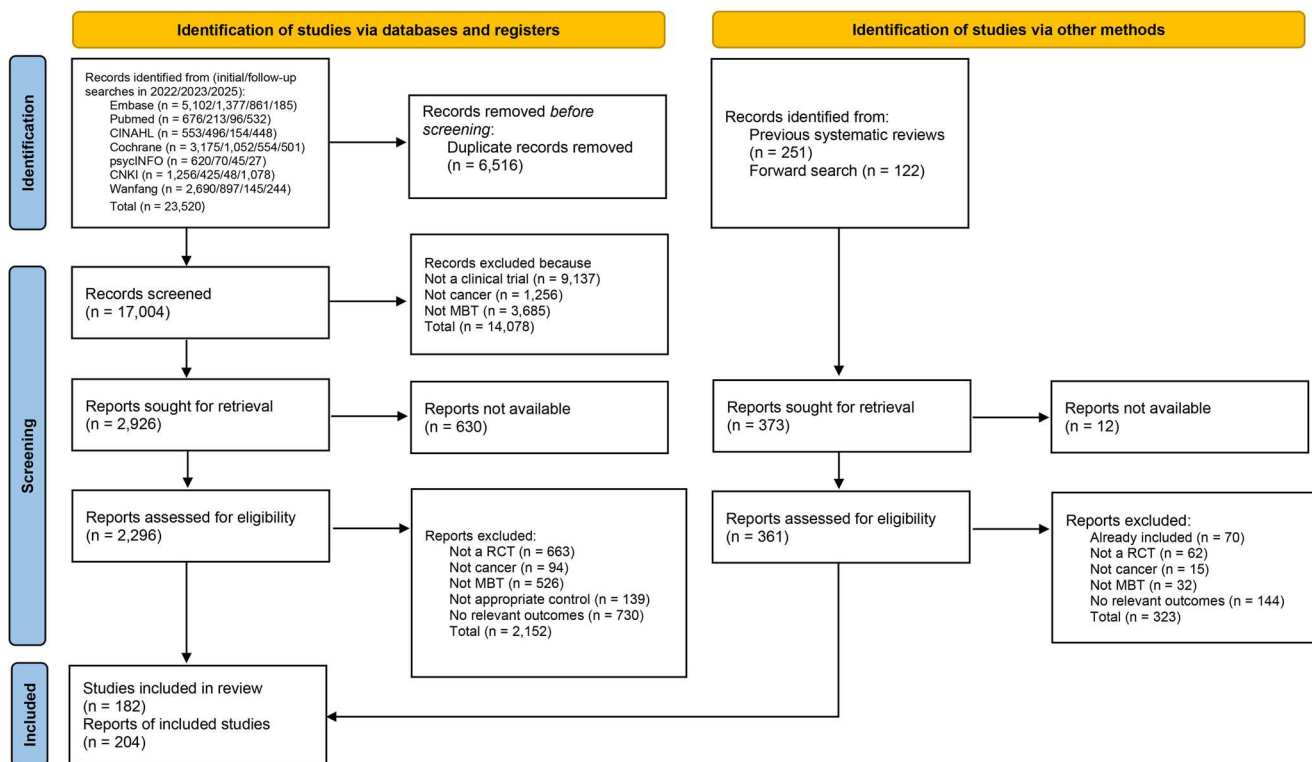 Identification of studies via databases and registers
Identification of studies via other methods
Identification
Records identified from (initial/follow-up
searches in 2022/2023/2025):
Embase (n = 5,102/1,377/861/185)
Pubmed (n = 676/213/96/532)
CINAHL (n = 553/496/154/448)
Cochrane (n = 3,175/1,052/554/501)
psycINFO (n = 620/70/45/27)
CNKI (n = 1,256/425/48/1,078)
Wanfang (n = 2,690/897/145/244)
Total (n = 23,520)
Records removed before
screening:
Duplicate records removed
(n = 6,516)
Records identified from:
Previous systematic reviews
(n = 251)
Forward search (n = 122)
Screening
Records screened
(n = 17,004)
Records excluded because
Not a clinical trial (n = 9,137)
Not cancer (n = 1,256)
Not MBT (n = 3,685)
Total (n = 14,078)
Reports sought for retrieval
(n = 2,926)
Reports not available
(n = 630)
Reports sought for retrieval
(n = 373)
Reports not available
(n = 12)
Reports assessed for eligibility
(n = 2,296)
Reports excluded:
Not a RCT (n = 663)
Not cancer (n = 94)
Not MBT (n = 526)
Not appropriate control (n = 139)
No relevant outcomes (n = 730)
Total (n = 2,152)
Reports assessed for eligibility
(n = 361)
Reports excluded:
Already included (n = 70)
Not a RCT (n = 62)
Not cancer (n = 15)
Not MBT (n = 32)
No relevant outcomes (n = 144)
Total (n = 323)
Included
Studies included in review
(n = 182)
Reports of included studies
(n = 204)